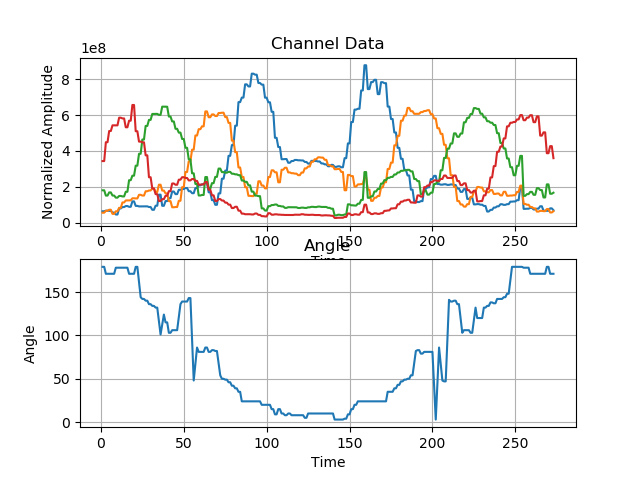 Channel Data
1e8
Normalized Amplitude
8
6
4
2
0
0 50 100 150 200 250
Time
Angle
Angle
150
100
50
0
0 50 100 150 200 250
Time